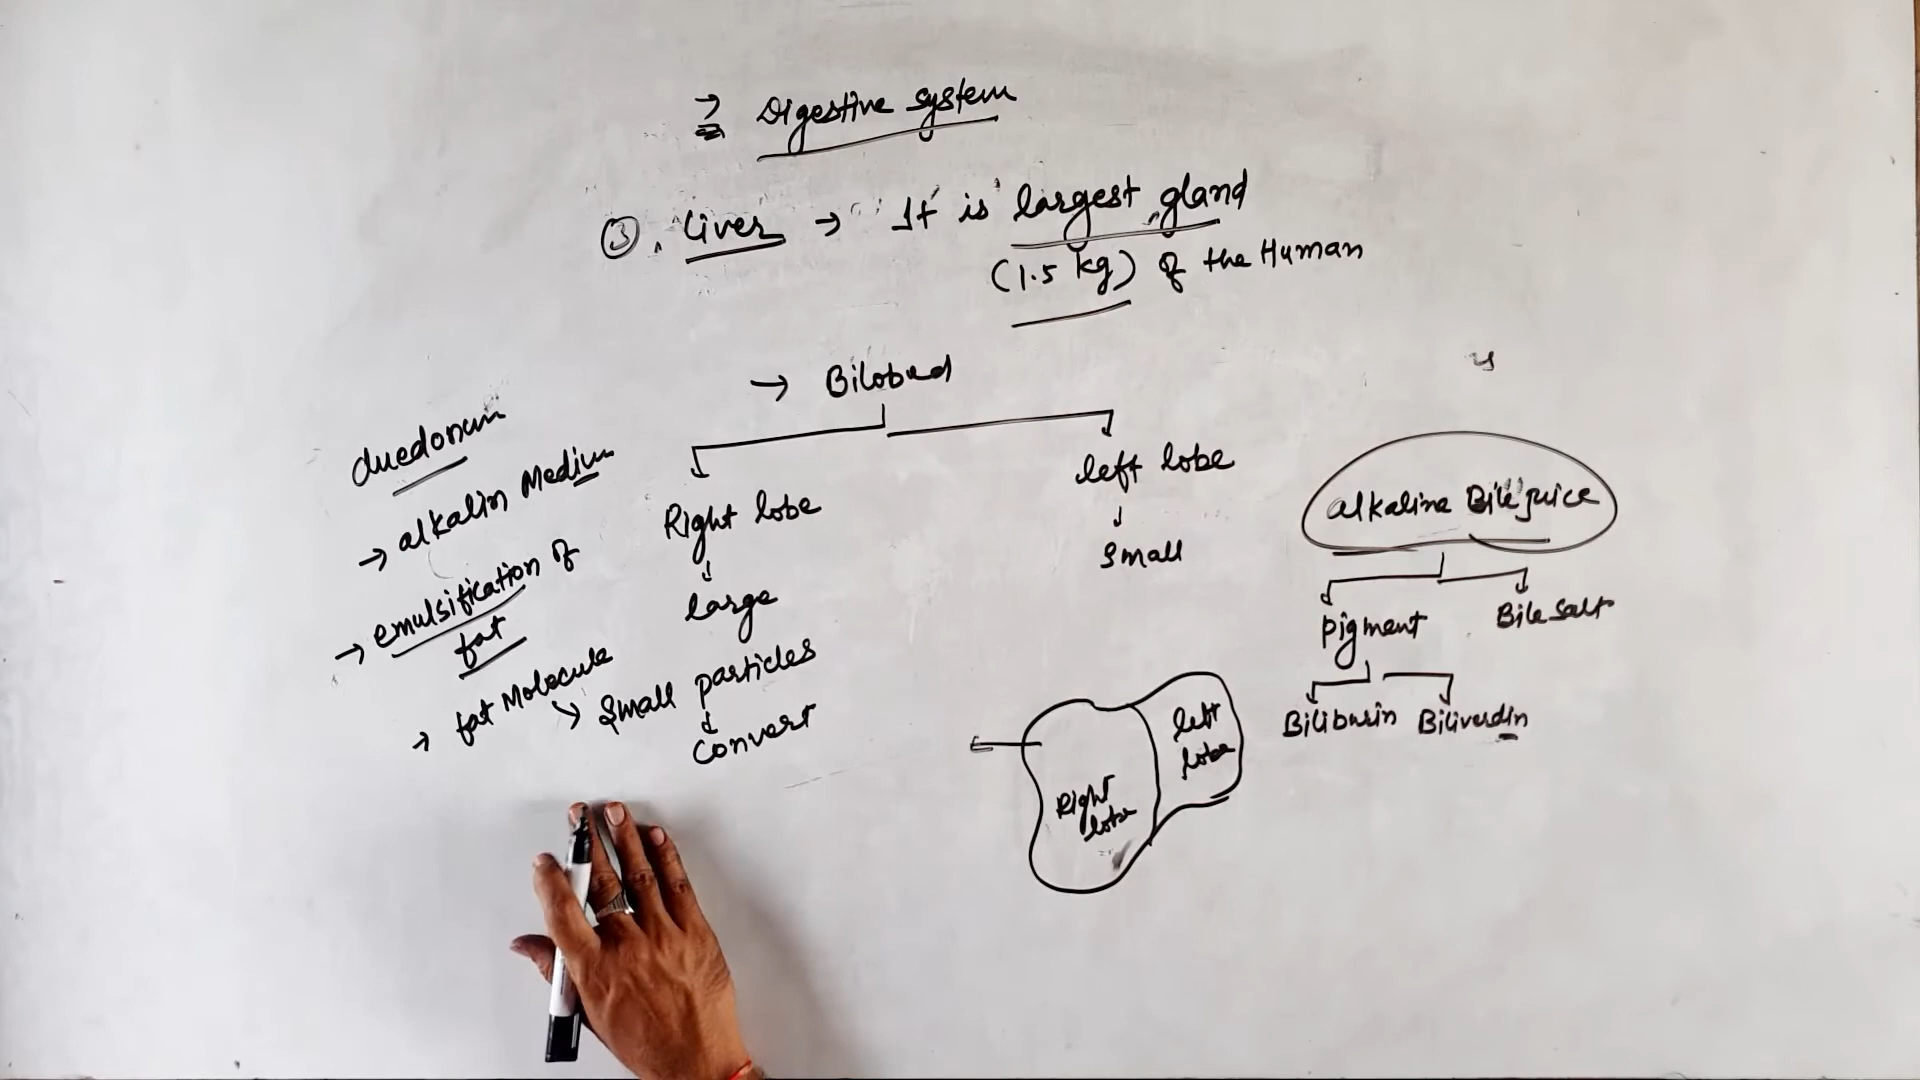 → Digestive system
③. Liver → It is largest gland
(1.5 kg) of the Human
→ Bilobed
Right lobe
large
left lobe
small
duedonum
→ alkalin Medium
→ emulsification of
fat
→ fat Molecule → small particles
convert
alkaline Bile juice
pigment
Bile salt
Biliburin Biliverdin
Right
lobe
left
lobe